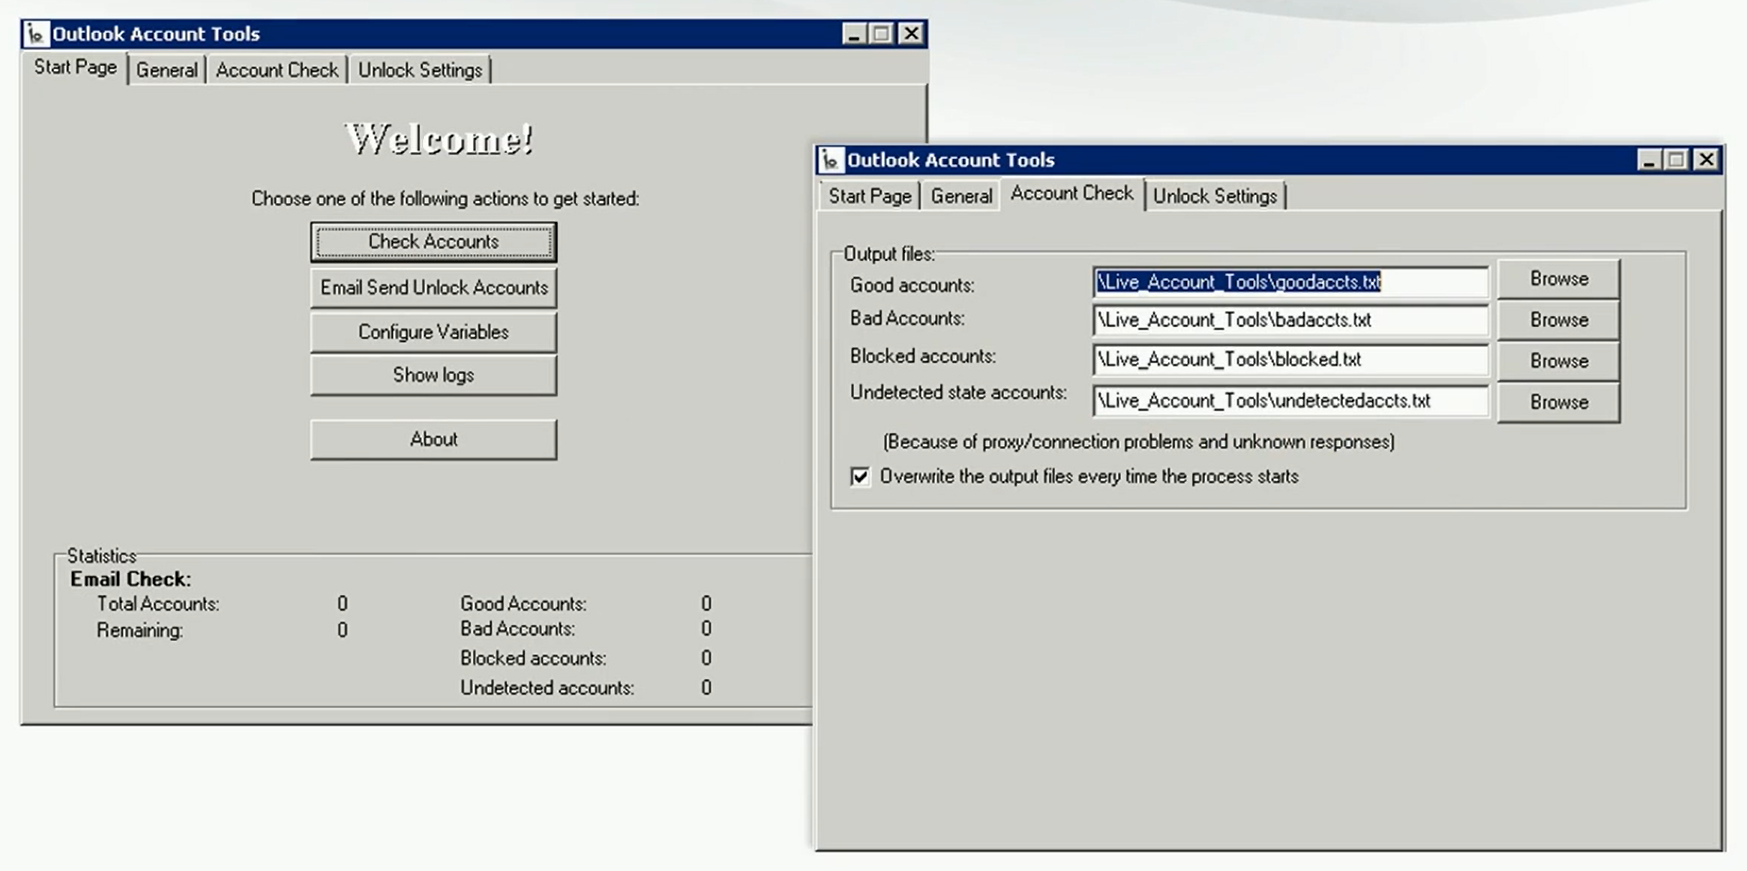 Outlook Account Tools
Start Page General Account Check Unlock Settings
Welcome!
Choose one of the following actions to get started:
Check Accounts
Email Send Unlock Accounts
Configure Variables
Show logs
About
Statistics
Email Check:
Total Accounts: 0 Good Accounts: 0
Remaining: 0 Bad Accounts: 0
Blocked accounts: 0
Undetected accounts: 0
Outlook Account Tools
Start Page General Account Check Unlock Settings
Output files:
Good accounts: \Live_Account_Tools\goodaccts.txt Browse
Bad Accounts: \Live_Account_Tools\badaccts.txt Browse
Blocked accounts: \Live_Account_Tools\blocked.txt Browse
Undetected state accounts: \Live_Account_Tools\undetectedaccts.txt Browse
(Because of proxy/connection problems and unknown responses)
Overwrite the output files every time the process starts